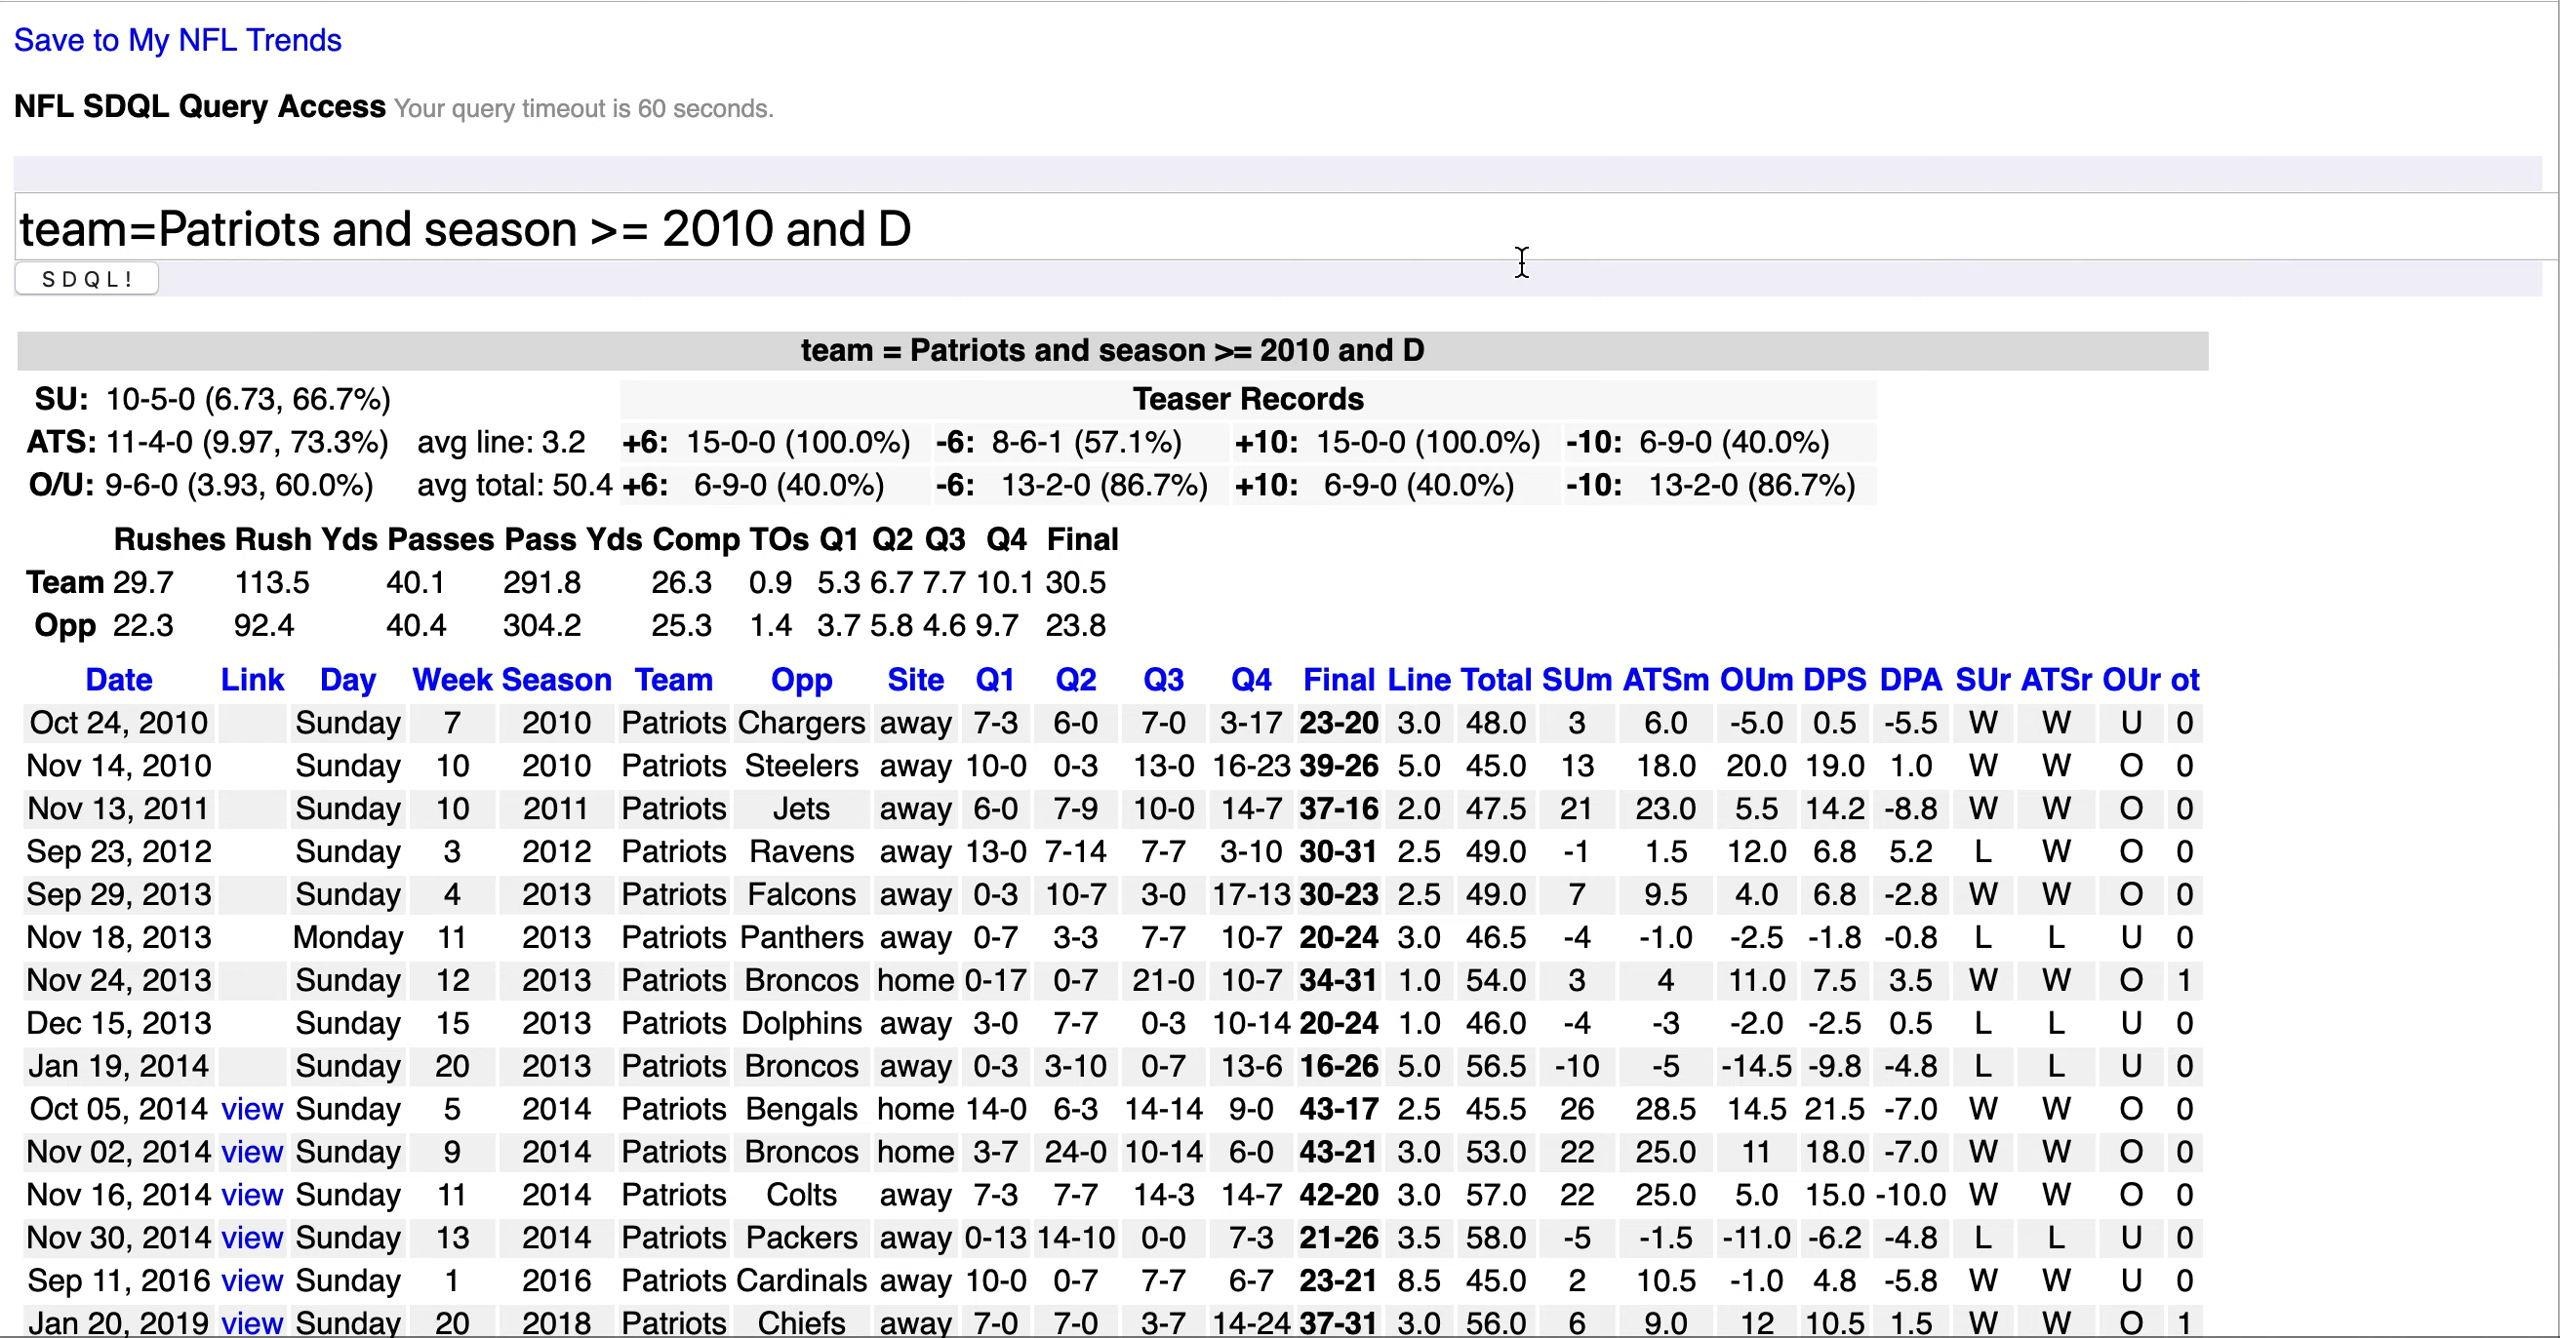 Save to My NFL Trends
NFL SDQL Query Access Your query timeout is 60 seconds.
team=Patriots and season >= 2010 and D
S D Q L !
team = Patriots and season >= 2010 and D
SU: 10-5-0 (6.73, 66.7%) Teaser Records
ATS: 11-4-0 (9.97, 73.3%) avg line: 3.2 +6: 15-0-0 (100.0%) -6: 8-6-1 (57.1%) +10: 15-0-0 (100.0%) -10: 6-9-0 (40.0%)
O/U: 9-6-0 (3.93, 60.0%) avg total: 50.4 +6: 6-9-0 (40.0%) -6: 13-2-0 (86.7%) +10: 6-9-0 (40.0%) -10: 13-2-0 (86.7%)
Rushes Rush Yds Passes Pass Yds Comp TOs Q1 Q2 Q3 Q4 Final
Team 29.7 113.5 40.1 291.8 26.3 0.9 5.3 6.7 7.7 10.1 30.5
Opp 22.3 92.4 40.4 304.2 25.3 1.4 3.7 5.8 4.6 9.7 23.8
Date Link Day Week Season Team Opp Site Q1 Q2 Q3 Q4 Final Line Total SUm ATSm OUm DPS DPA SUr ATSr OUr ot
Oct 24, 2010 Sunday 7 2010 Patriots Chargers away 7-3 6-0 7-0 3-17 23-20 3.0 48.0 3 6.0 -5.0 0.5 -5.5 W W U 0
Nov 14, 2010 Sunday 10 2010 Patriots Steelers away 10-0 0-3 13-0 16-23 39-26 5.0 45.0 13 18.0 20.0 19.0 1.0 W W O 0
Nov 13, 2011 Sunday 10 2011 Patriots Jets away 6-0 7-9 10-0 14-7 37-16 2.0 47.5 21 23.0 5.5 14.2 -8.8 W W O 0
Sep 23, 2012 Sunday 3 2012 Patriots Ravens away 13-0 7-14 7-7 3-10 30-31 2.5 49.0 -1 1.5 12.0 6.8 5.2 L W O 0
Sep 29, 2013 Sunday 4 2013 Patriots Falcons away 0-3 10-7 3-0 17-13 30-23 2.5 49.0 7 9.5 4.0 6.8 -2.8 W W O 0
Nov 18, 2013 Monday 11 2013 Patriots Panthers away 0-7 3-3 7-7 10-7 20-24 3.0 46.5 -4 -1.0 -2.5 -1.8 -0.8 L L U 0
Nov 24, 2013 Sunday 12 2013 Patriots Broncos home 0-17 0-7 21-0 10-7 34-31 1.0 54.0 3 4 11.0 7.5 3.5 W W O 1
Dec 15, 2013 Sunday 15 2013 Patriots Dolphins away 3-0 7-7 0-3 10-14 20-24 1.0 46.0 -4 -3 -2.0 -2.5 0.5 L L U 0
Jan 19, 2014 Sunday 20 2013 Patriots Broncos away 0-3 3-10 0-7 13-6 16-26 5.0 56.5 -10 -5 -14.5 -9.8 -4.8 L L U 0
Oct 05, 2014 view Sunday 5 2014 Patriots Bengals home 14-0 6-3 14-14 9-0 43-17 2.5 45.5 26 28.5 14.5 21.5 -7.0 W W O 0
Nov 02, 2014 view Sunday 9 2014 Patriots Broncos home 3-7 24-0 10-14 6-0 43-21 3.0 53.0 22 25.0 11 18.0 -7.0 W W O 0
Nov 16, 2014 view Sunday 11 2014 Patriots Colts away 7-3 7-7 14-3 14-7 42-20 3.0 57.0 22 25.0 5.0 15.0 -10.0 W W O 0
Nov 30, 2014 view Sunday 13 2014 Patriots Packers away 0-13 14-10 0-0 7-3 21-26 3.5 58.0 -5 -1.5 -11.0 -6.2 -4.8 L L U 0
Sep 11, 2016 view Sunday 1 2016 Patriots Cardinals away 10-0 0-7 7-7 6-7 23-21 8.5 45.0 2 10.5 -1.0 4.8 -5.8 W W U 0
Jan 20, 2019 view Sunday 20 2018 Patriots Chiefs away 7-0 7-0 3-7 14-24 37-31 3.0 56.0 6 9.0 12 10.5 1.5 W W O 1